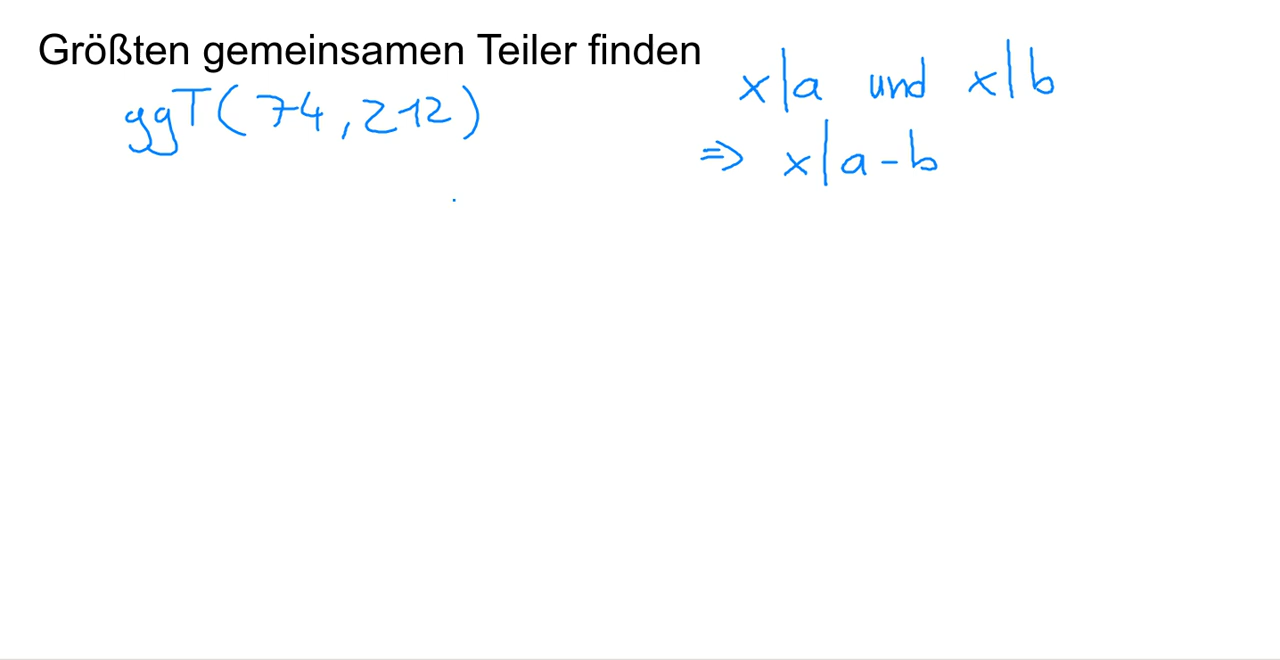 Größten gemeinsamen Teiler finden
ggT(74,212)
x|a und x|b
⇒ x|a-b